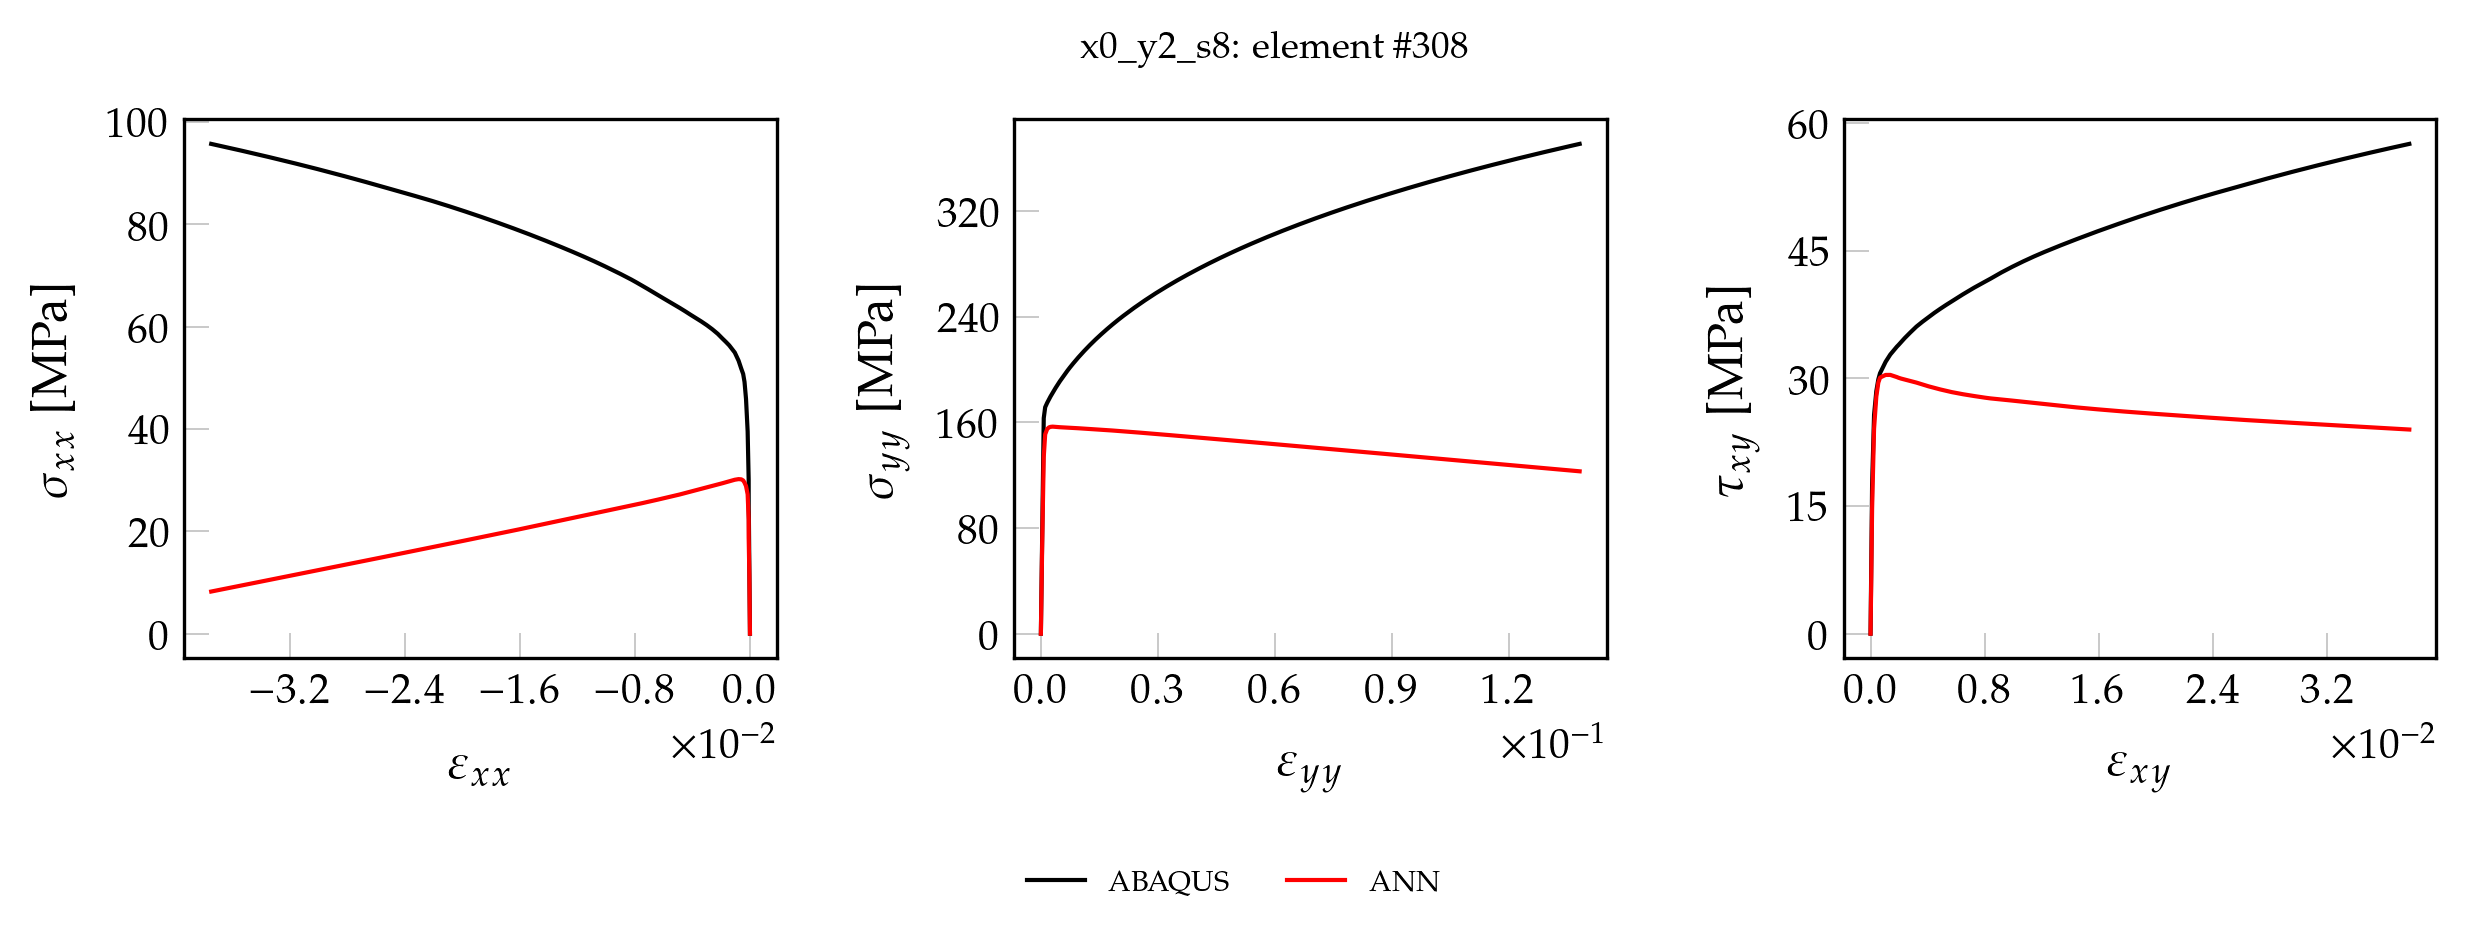 x0_y2_s8: element #308
100
80
60
40
20
0
σxx [MPa]
−3.2 −2.4 −1.6 −0.8 0.0
×10−2
εxx
320
240
160
80
0
σyy [MPa]
0.0 0.3 0.6 0.9 1.2
×10−1
εyy
60
45
30
15
0
τxy [MPa]
0.0 0.8 1.6 2.4 3.2
×10−2
εxy
ABAQUS ANN